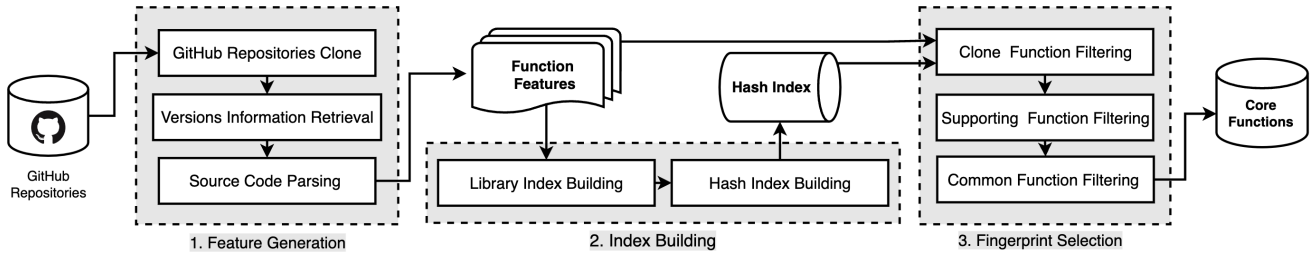 GitHub
Repositories
GitHub Repositories Clone
Versions Information Retrieval
Source Code Parsing
1. Feature Generation
Function
Features
Library Index Building
Hash Index Building
Hash Index
2. Index Building
Clone Function Filtering
Supporting Function Filtering
Common Function Filtering
3. Fingerprint Selection
Core
Functions